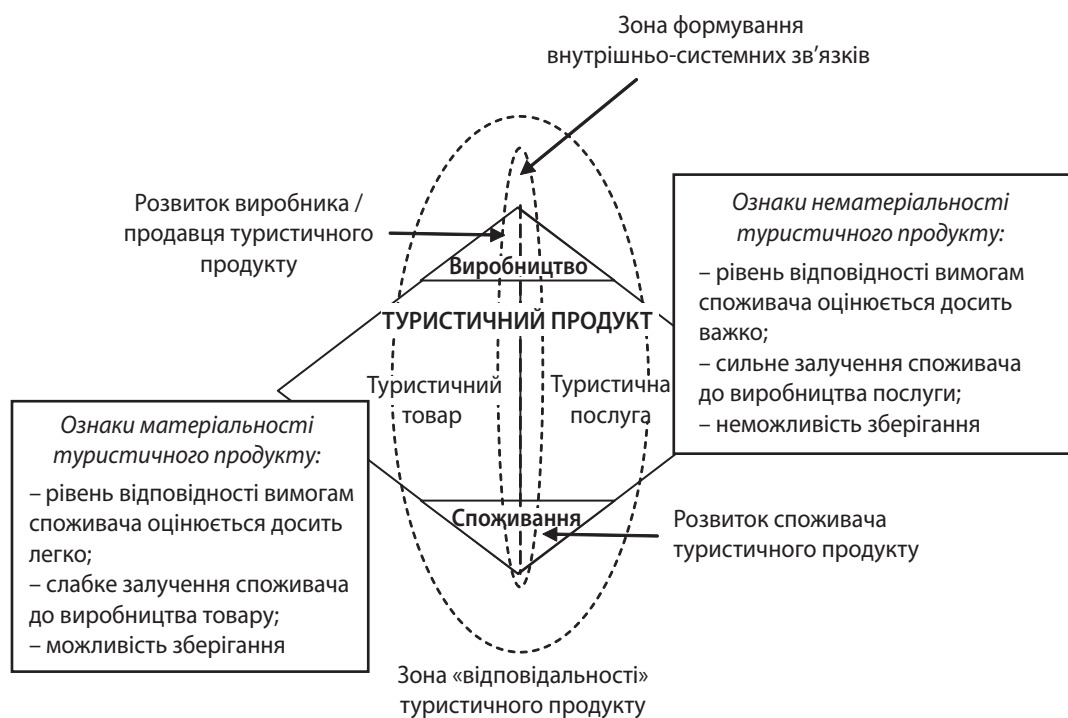 Зона формування
внутрішньо-системних зв’язків
Розвиток виробника /
продавця туристичного
продукту
Ознаки нематеріальності
туристичного продукту:
– рівень відповідності вимогам
споживача оцінюється досить
важко;
– сильне залучення споживача
до виробництва послуги;
– неможливість зберігання
Виробництво
ТУРИСТИЧНИЙ ПРОДУКТ
Туристичний
товар
Туристична
послуга
Ознаки матеріальності
туристичного продукту:
– рівень відповідності вимогам
споживача оцінюється досить
легко;
– слабке залучення споживача
до виробництва товару;
– можливість зберігання
Споживання
Розвиток споживача
туристичного продукту
Зона «відповідальності»
туристичного продукту